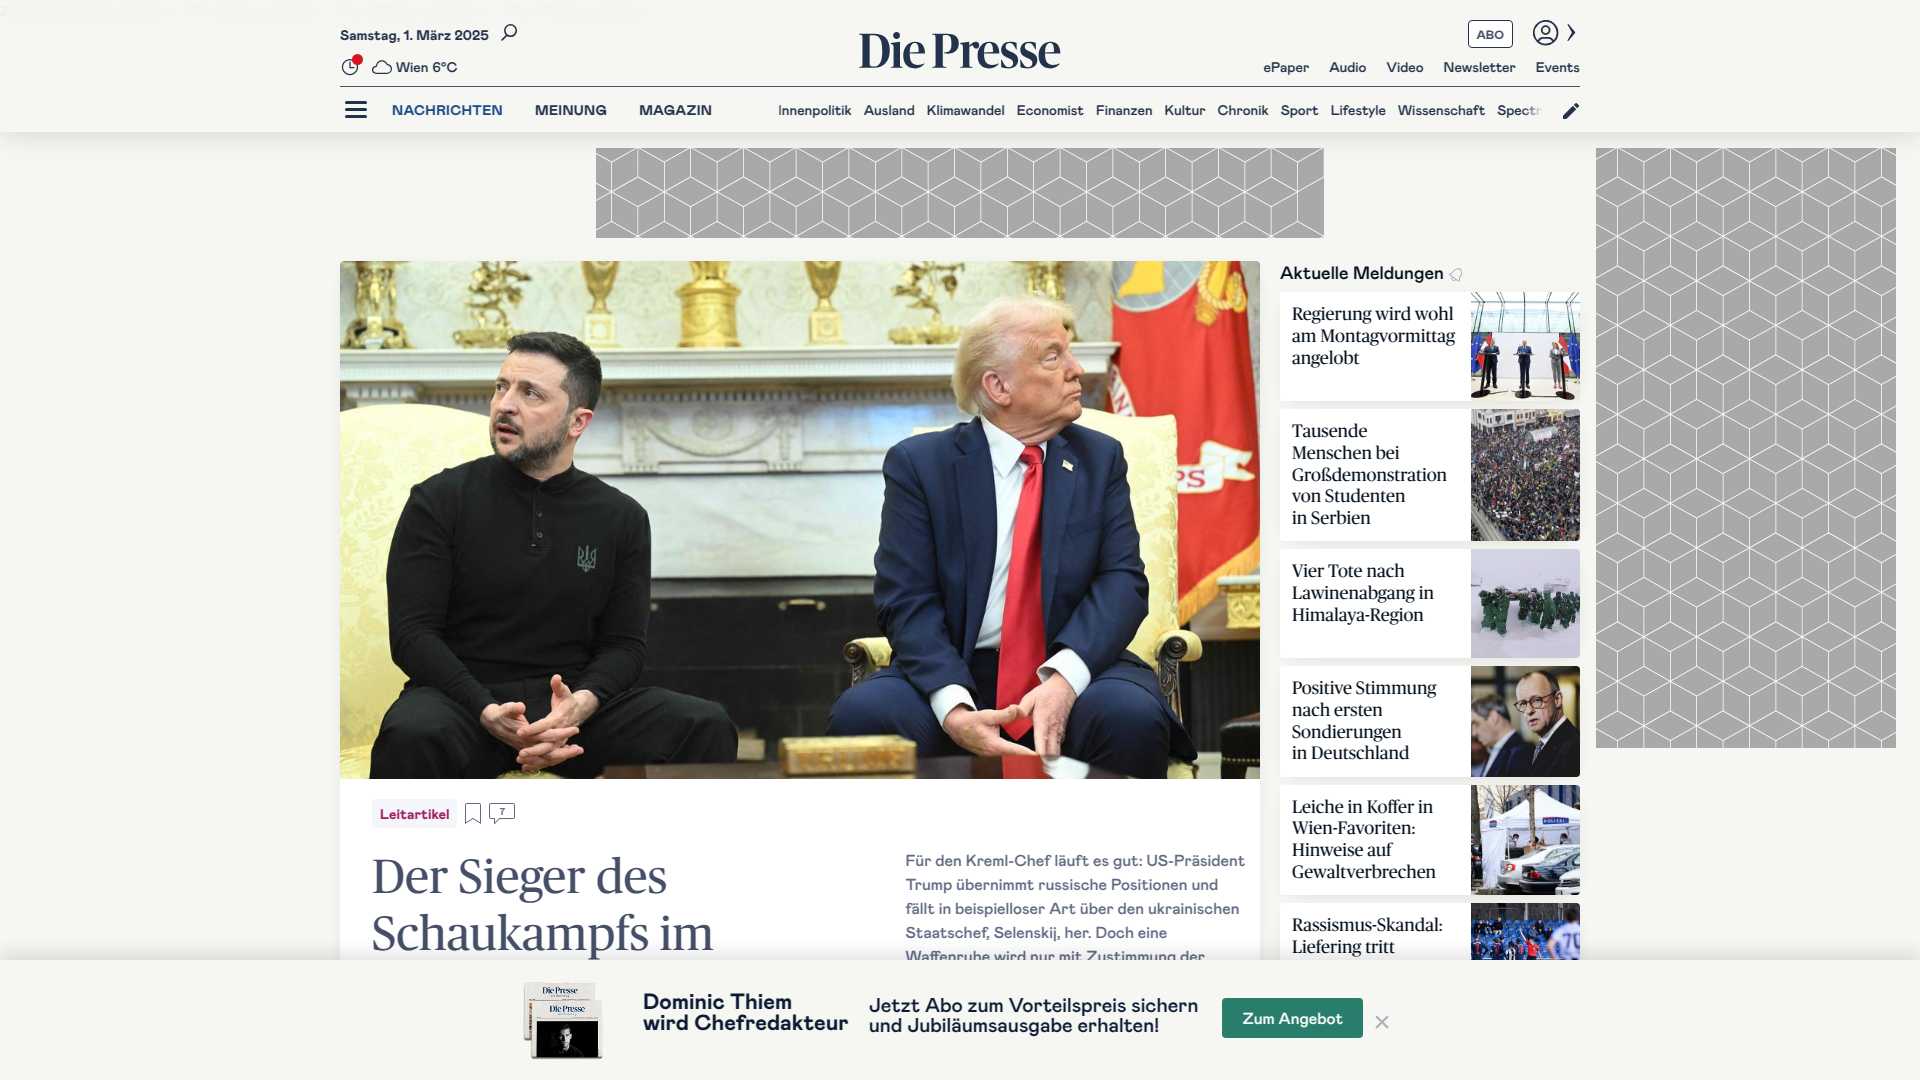 Samstag, 1. März 2025
Wien 6°C
Die Presse
ABO
ePaper Audio Video Newsletter Events
NACHRICHTEN MEINUNG MAGAZIN
Innenpolitik Ausland Klimawandel Economist Finanzen Kultur Chronik Sport Lifestyle Wissenschaft Spectr
PS
Leitartikel
7
Der Sieger des
Schaukampfs im
Für den Kreml-Chef läuft es gut: US-Präsident
Trump übernimmt russische Positionen und
fällt in beispielloser Art über den ukrainischen
Staatschef, Selenskij, her. Doch eine
Waffenruhe wird nur mit Zustimmung der
Aktuelle Meldungen
Regierung wird wohl
am Montagvormittag
angelobt
Tausende
Menschen bei
Großdemonstration
von Studenten
in Serbien
Vier Tote nach
Lawinenabgang in
Himalaya-Region
Positive Stimmung
nach ersten
Sondierungen
in Deutschland
Leiche in Koffer in
Wien-Favoriten:
Hinweise auf
Gewaltverbrechen
POLIZEI
Rassismus-Skandal:
Liefering tritt
Die Presse
Die Presse
Dominic Thiem
wird Chefredakteur
Jetzt Abo zum Vorteilspreis sichern
und Jubiläumsausgabe erhalten!
Zum Angebot